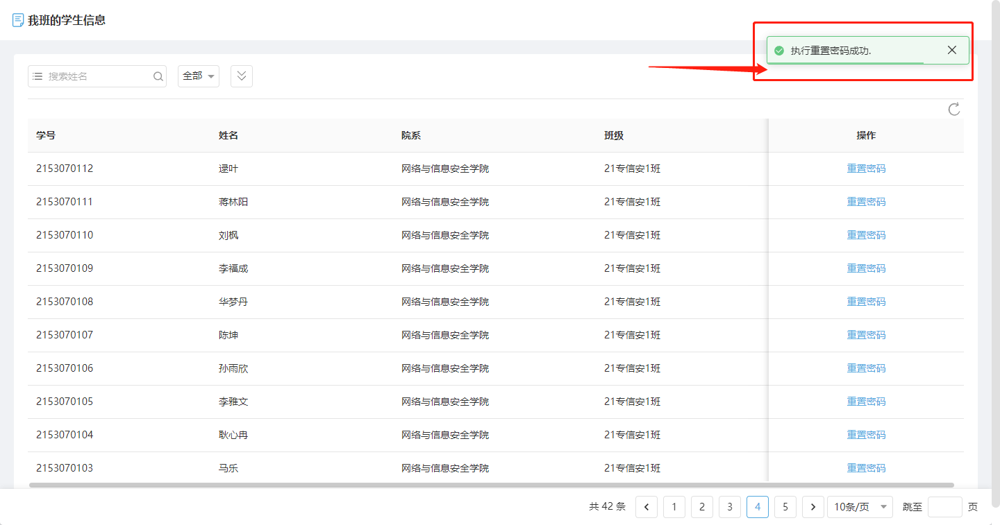 我班的学生信息
执行重置密码成功.
搜索姓名 全部
学号 姓名 院系 班级 操作
2153070112 逯叶 网络与信息安全学院 21专信安1班 重置密码
2153070111 蒋林阳 网络与信息安全学院 21专信安1班 重置密码
2153070110 刘枫 网络与信息安全学院 21专信安1班 重置密码
2153070109 李福成 网络与信息安全学院 21专信安1班 重置密码
2153070108 华梦丹 网络与信息安全学院 21专信安1班 重置密码
2153070107 陈坤 网络与信息安全学院 21专信安1班 重置密码
2153070106 孙雨欣 网络与信息安全学院 21专信安1班 重置密码
2153070105 李雅文 网络与信息安全学院 21专信安1班 重置密码
2153070104 耿心冉 网络与信息安全学院 21专信安1班 重置密码
2153070103 马乐 网络与信息安全学院 21专信安1班 重置密码
共 42 条 1 2 3 4 5 10条/页 跳至 页